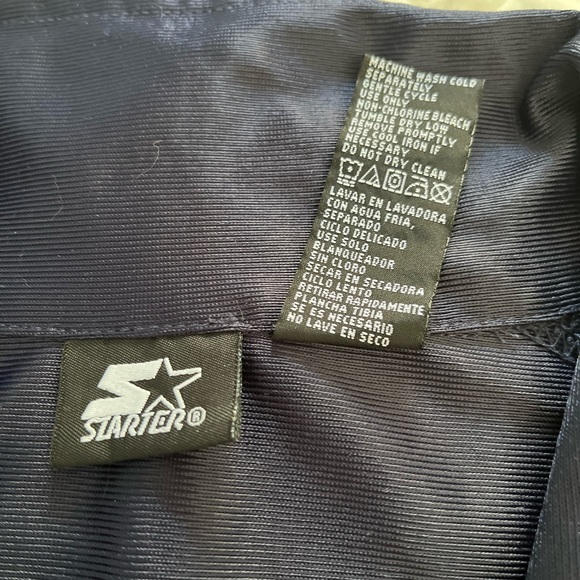 MACHINE WASH COLD
SEPARATELY
GENTLE CYCLE
USE ONLY
NON-CHLORINE BLEACH
TUMBLE DRY LOW
REMOVE PROMPTLY
USE COOL IRON IF
NECESSARY
DO NOT DRY CLEAN
LAVAR EN LAVADORA
CON AGUA FRIA,
SEPARADO
CICLO DELICADO
USE SOLO
BLANQUEADOR
SIN CLORO
SECAR EN SECADORA
CICLO LENTO
RETIRAR RAPIDAMENTE
PLANCHA TIBIA
SE ES NECESARIO
NO LAVE EN SECO
STARTER®